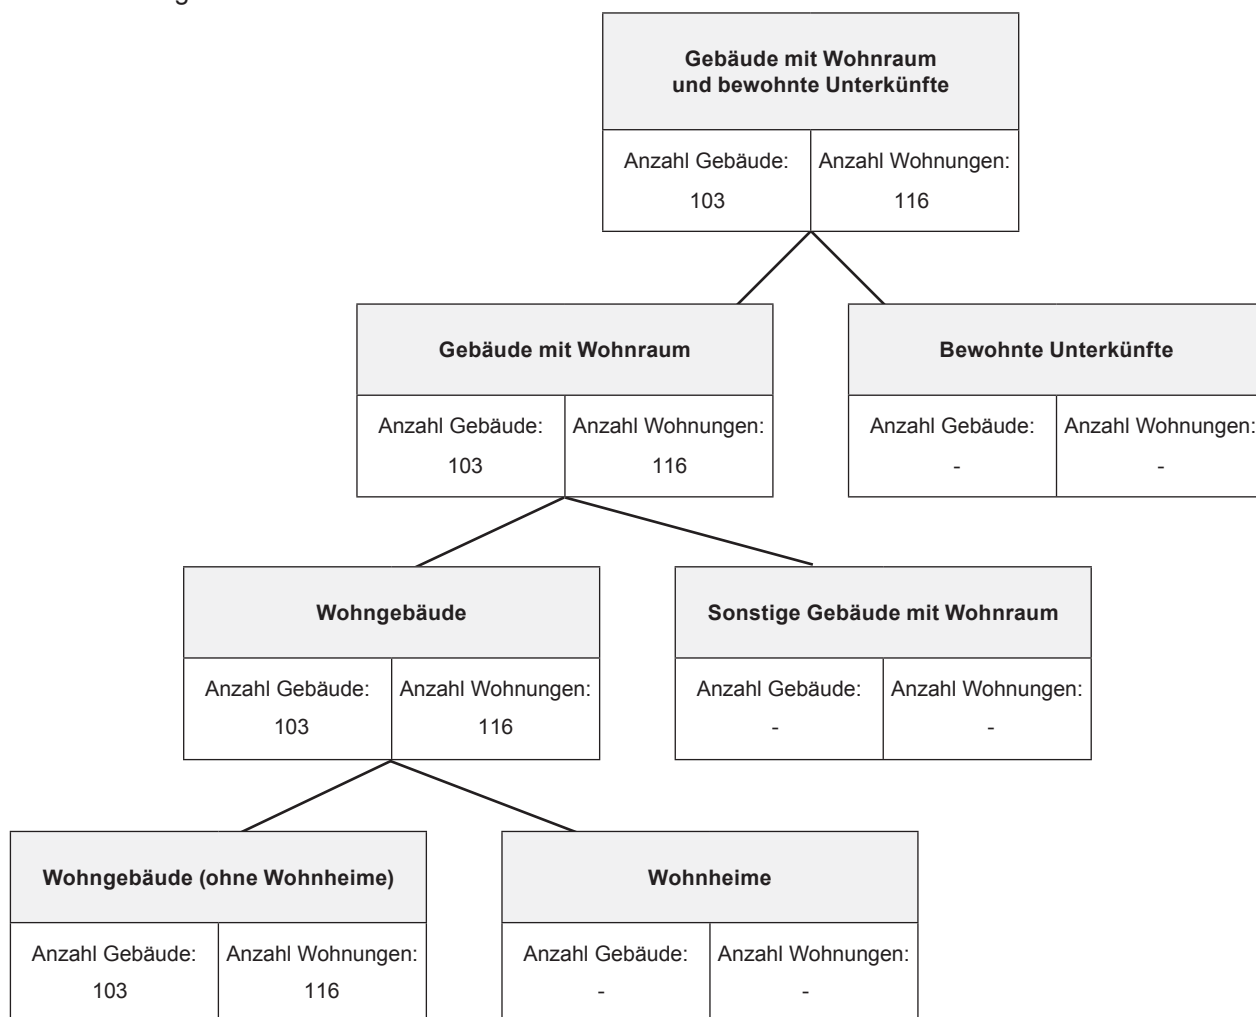 Gebäude mit Wohnraum
und bewohnte Unterkünfte
Anzahl Gebäude: Anzahl Wohnungen:
103 116
Gebäude mit Wohnraum
Bewohnte Unterkünfte
Anzahl Gebäude: Anzahl Wohnungen:
103 116
Anzahl Gebäude: Anzahl Wohnungen:
- -
Wohngebäude
Sonstige Gebäude mit Wohnraum
Anzahl Gebäude: Anzahl Wohnungen:
103 116
Anzahl Gebäude: Anzahl Wohnungen:
- -
Wohngebäude (ohne Wohnheime)
Wohnheime
Anzahl Gebäude: Anzahl Wohnungen:
103 116
Anzahl Gebäude: Anzahl Wohnungen:
- -